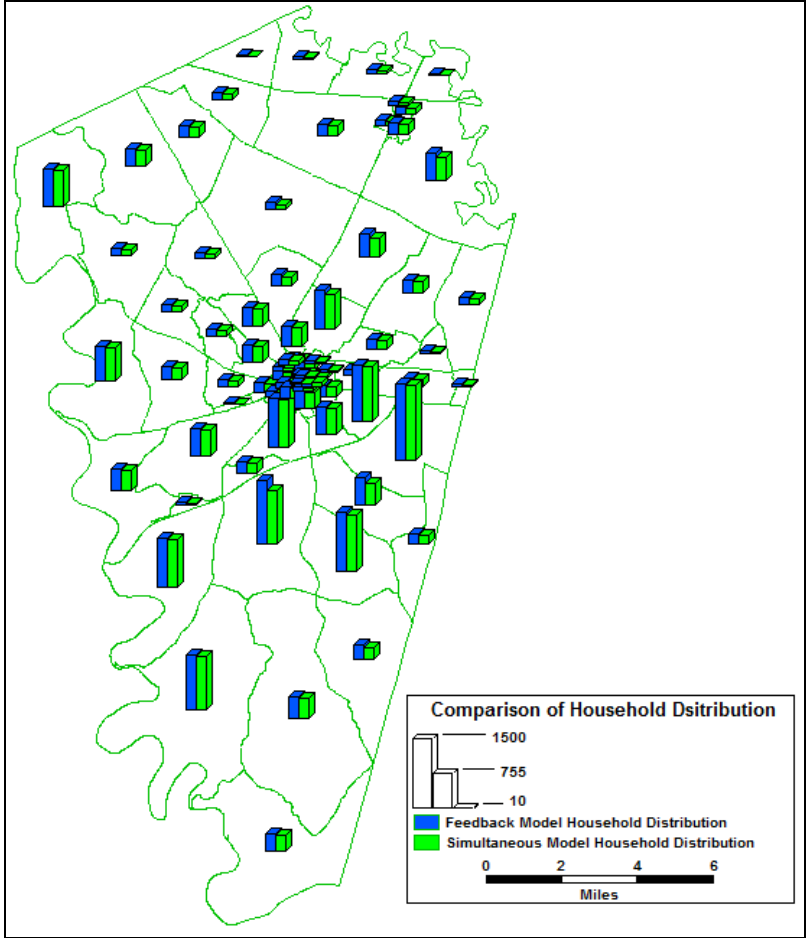 Comparison of Household Dsitribution
1500
755
10
Feedback Model Household Distribution
Simultaneous Model Household Distribution
0 2 4 6
Miles